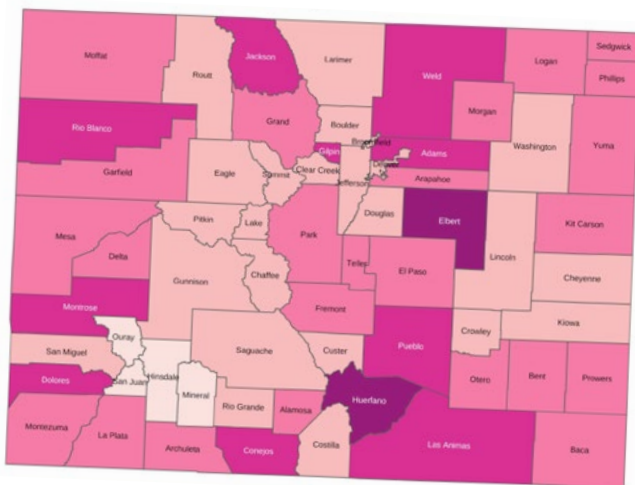 Moffat
Routt
Jackson
Larimer
Weld
Logan
Sedgwick
Phillips
Morgan
Rio Blanco
Grand
Boulder
Washington
Yuma
Garfield
Eagle
Summit
Gilpin
Clear Creek
Jefferson
Adams
Arapahoe
Mesa
Pitkin
Lake
Park
Douglas
Elbert
Lincoln
Kit Carson
Delta
Gunnison
Chaffee
Teller
El Paso
Cheyenne
Montrose
Fremont
Kiowa
Ouray
Saguache
Custer
Pueblo
Crowley
San Miguel
Hinsdale
San Juan
Mineral
Otero
Bent
Prowers
Dolores
Rio Grande
Alamosa
Huerfano
Montezuma
La Plata
Archuleta
Conejos
Costilla
Las Animas
Baca